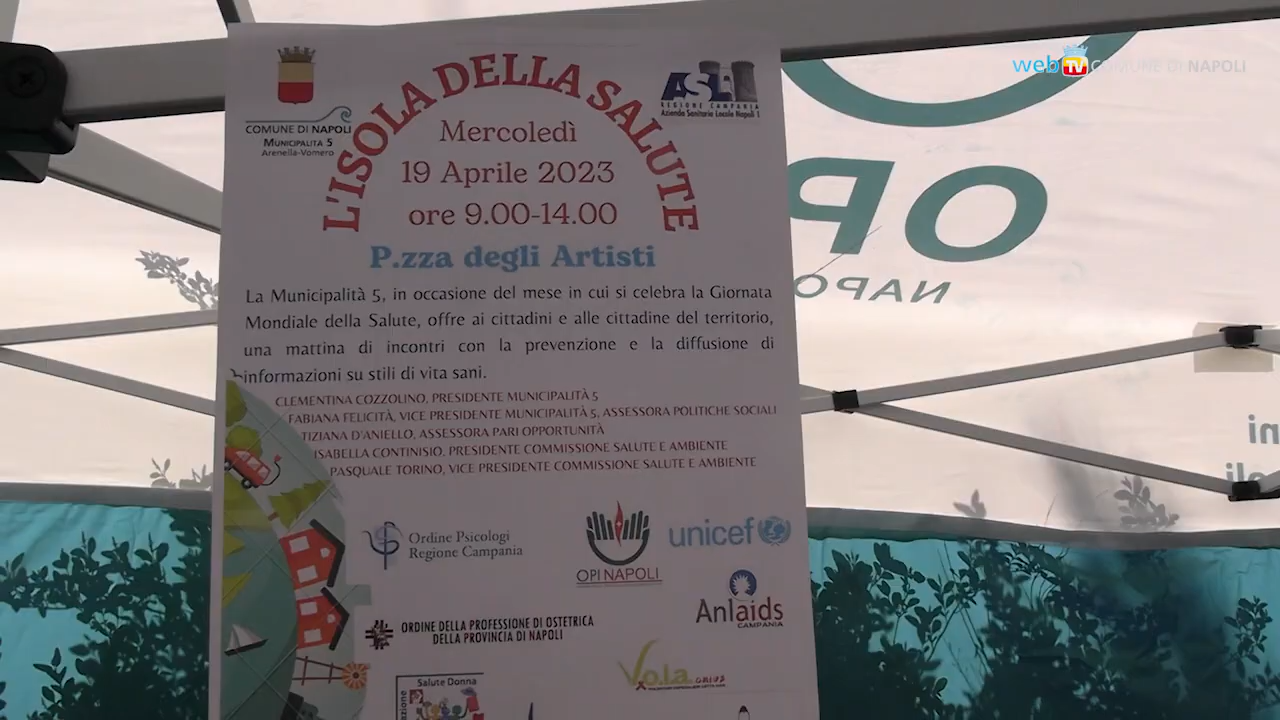 web TV COMUNE DI NAPOLI
COMUNE DI NAPOLI
MUNICIPALITÀ 5
Arenella-Vomero
L'ISOLA DELLA SALUTE
ASL
REGIONE CAMPANIA
Azienda Sanitaria Locale Napoli 1
Mercoledì
19 Aprile 2023
ore 9.00-14.00
P.zza degli Artisti
La Municipalità 5, in occasione del mese in cui si celebra la Giornata
Mondiale della Salute, offre ai cittadini e alle cittadine del territorio,
una mattina di incontri con la prevenzione e la diffusione di
informazioni su stili di vita sani.
CLEMENTINA COZZOLINO, PRESIDENTE MUNICIPALITÀ 5
FABIANA FELICITÀ, VICE PRESIDENTE MUNICIPALITÀ 5, ASSESSORA POLITICHE SOCIALI
TIZIANA D'ANIELLO, ASSESSORA PARI OPPORTUNITÀ
ISABELLA CONTINISIO, PRESIDENTE COMMISSIONE SALUTE E AMBIENTE
PASQUALE TORINO, VICE PRESIDENTE COMMISSIONE SALUTE E AMBIENTE
Ordine Psicologi
Regione Campania
OPI NAPOLI
unicef
Anlaids
CAMPANIA
ORDINE DELLA PROFESSIONE DI OSTETRICA
DELLA PROVINCIA DI NAPOLI
V.o.la.
Salute Donna
OP
NAPO